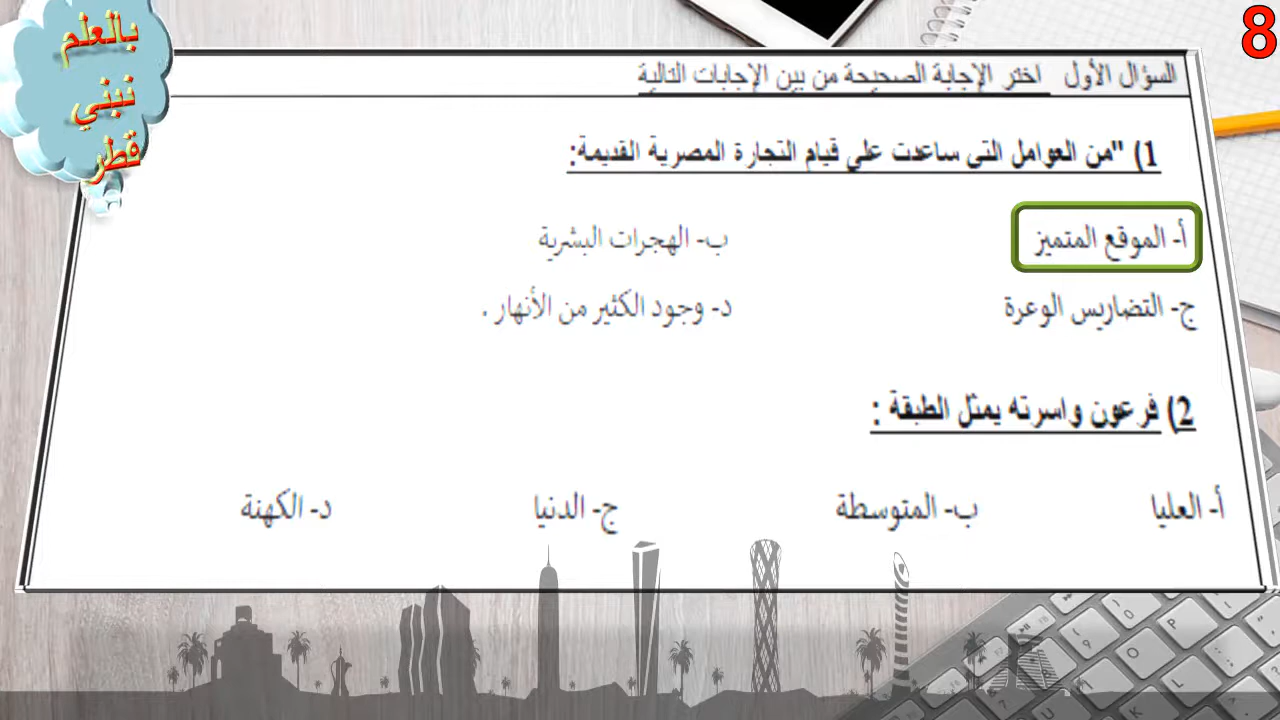 8
بالعلم
نبني
قطر
السؤال الأول اختر الإجابة الصحيحة من بين الإجابات التالية
1) "من العوامل التي ساعدت علي قيام التجارة المصرية القديمة:
أ- الموقع المتميز ب- الهجرات البشرية
ج- التضاريس الوعرة د- وجود الكثير من الأنهار .
2) فرعون واسرته يمثل الطبقة :
أ- العليا ب- المتوسطة ج- الدنيا د- الكهنة